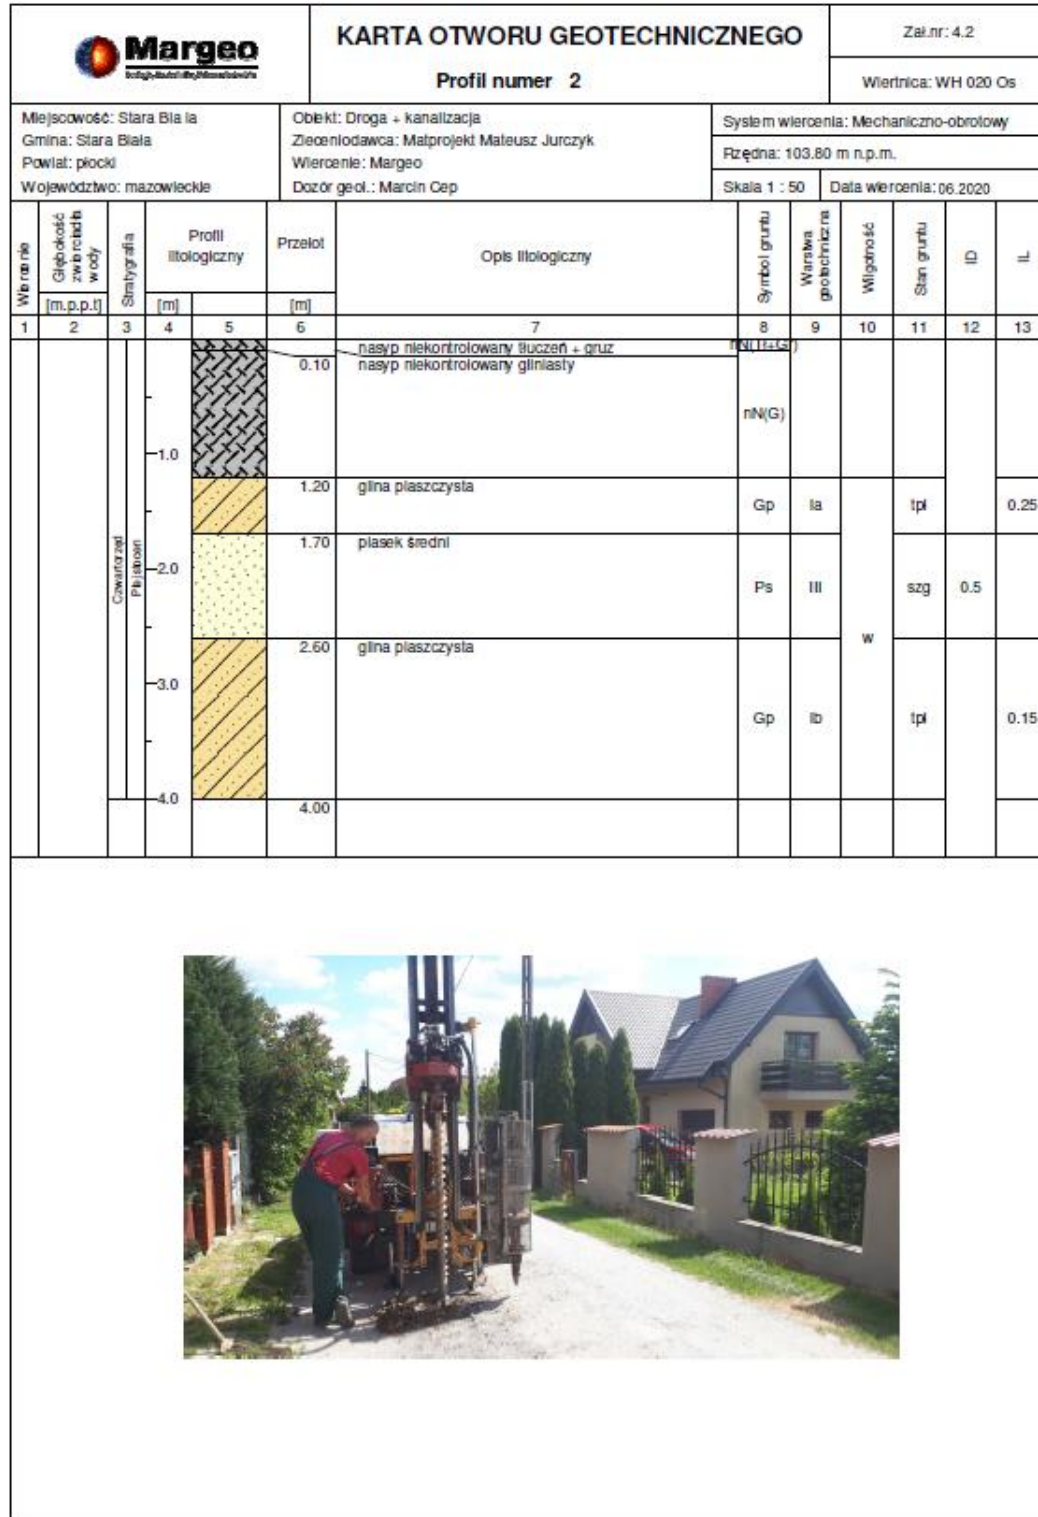 Margeo
KARTA OTWORU GEOTECHNICZNEGO
Profil numer 2
Zał.nr: 4.2
Wiertnica: WH 020 Os
Miejscowość: Stara Bia la
Gmina: Stara Biała
Powiat: płocki
Województwo: mazowieckie
Obiekt: Droga + kanalizacja
Zleceniodawca: Matprojekt Mateusz Jurczyk
Wiercenie: Margeo
Dozór geol.: Marcin Cep
System wiercenia: Mechaniczno-obrotowy
Rzędna: 103.80 m n.p.m.
Skala 1 : 50 Data wiercenia: 06.2020
Wiercenie
Głębokość zwierciadła wody
[m.p.p.t]
Stratygrafia
Profil litologiczny
[m]
Przelot
[m]
Opis litologiczny
Symbol gruntu
Warstwa geotechniczna
Wilgotność
Stan gruntu
ID
IL
1 2 3 4 5 6 7 8 9 10 11 12 13
nasyp niekontrolowany tłuczeń + gruz
0.10 nasyp niekontrolowany gliniasty
nN(G)
1.0
1.20 glina piaszczysta
Gp Ia tpl 0.25
1.70 piasek średni
Czwartorzęd
Plejstocen
2.0
Ps III szg 0.5
2.60 glina piaszczysta
w
3.0
Gp Ib tpl 0.15
4.0
4.00